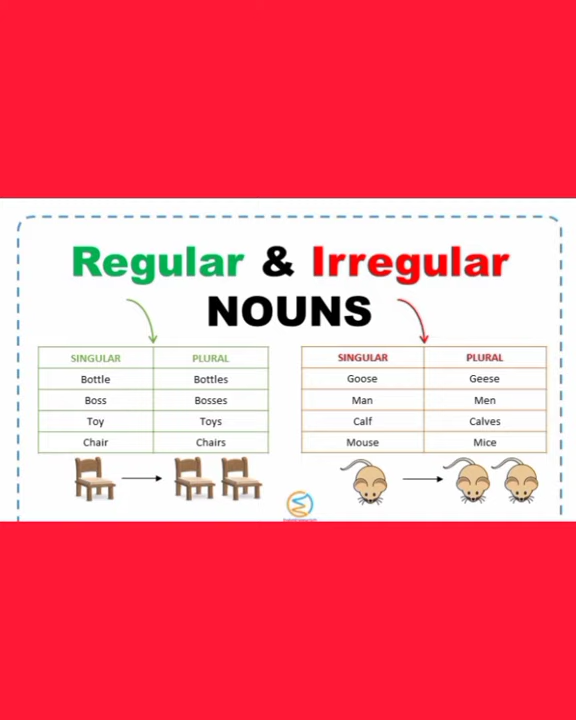 Regular & Irregular
NOUNS
SINGULAR PLURAL
Bottle Bottles
Boss Bosses
Toy Toys
Chair Chairs
SINGULAR PLURAL
Goose Geese
Man Men
Calf Calves
Mouse Mice